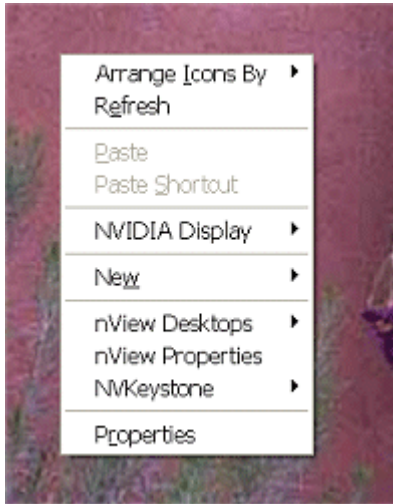 Arrange Icons By
Refresh
Paste
Paste Shortcut
NVIDIA Display
New
nView Desktops
nView Properties
NVKeystone
Properties